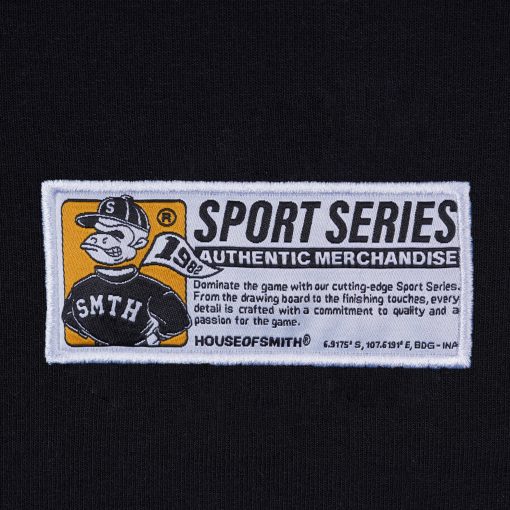 S
®
SPORT SERIES
1982
AUTHENTIC MERCHANDISE
SMTH
Dominate the game with our cutting-edge Sport Series.
From the drawing board to the finishing touches, every
detail is crafted with a commitment to quality and a
passion for the game.
HOUSEOFSMITH® 6.9175° S, 107.6191° E, BDG - INA